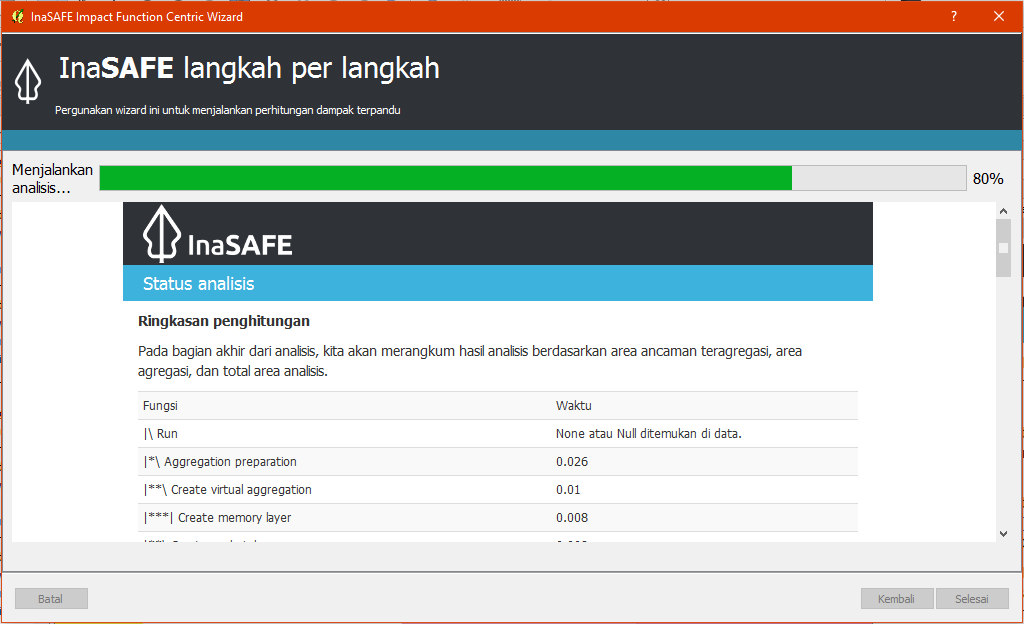 InaSAFE Impact Function Centric Wizard
InaSAFE langkah per langkah
Pergunakan wizard ini untuk menjalankan perhitungan dampak terpandu
Menjalankan
analisis...
80%
InaSAFE
Status analisis
Ringkasan penghitungan
Pada bagian akhir dari analisis, kita akan merangkum hasil analisis berdasarkan area ancaman teragregasi, area
agregasi, dan total area analisis.
Fungsi Waktu
|\ Run None atau Null ditemukan di data.
|*\ Aggregation preparation 0.026
|**\ Create virtual aggregation 0.01
|***| Create memory layer 0.008
Batal Kembali Selesai